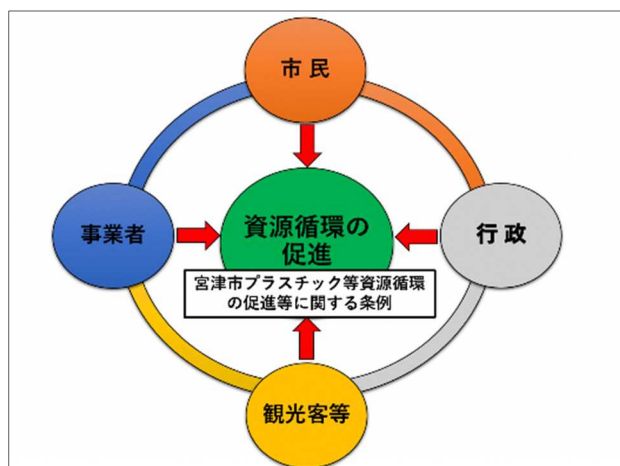 市民
事業者
資源循環の
促進
行政
宮津市プラスチック等資源循環
の促進等に関する条例
観光客等